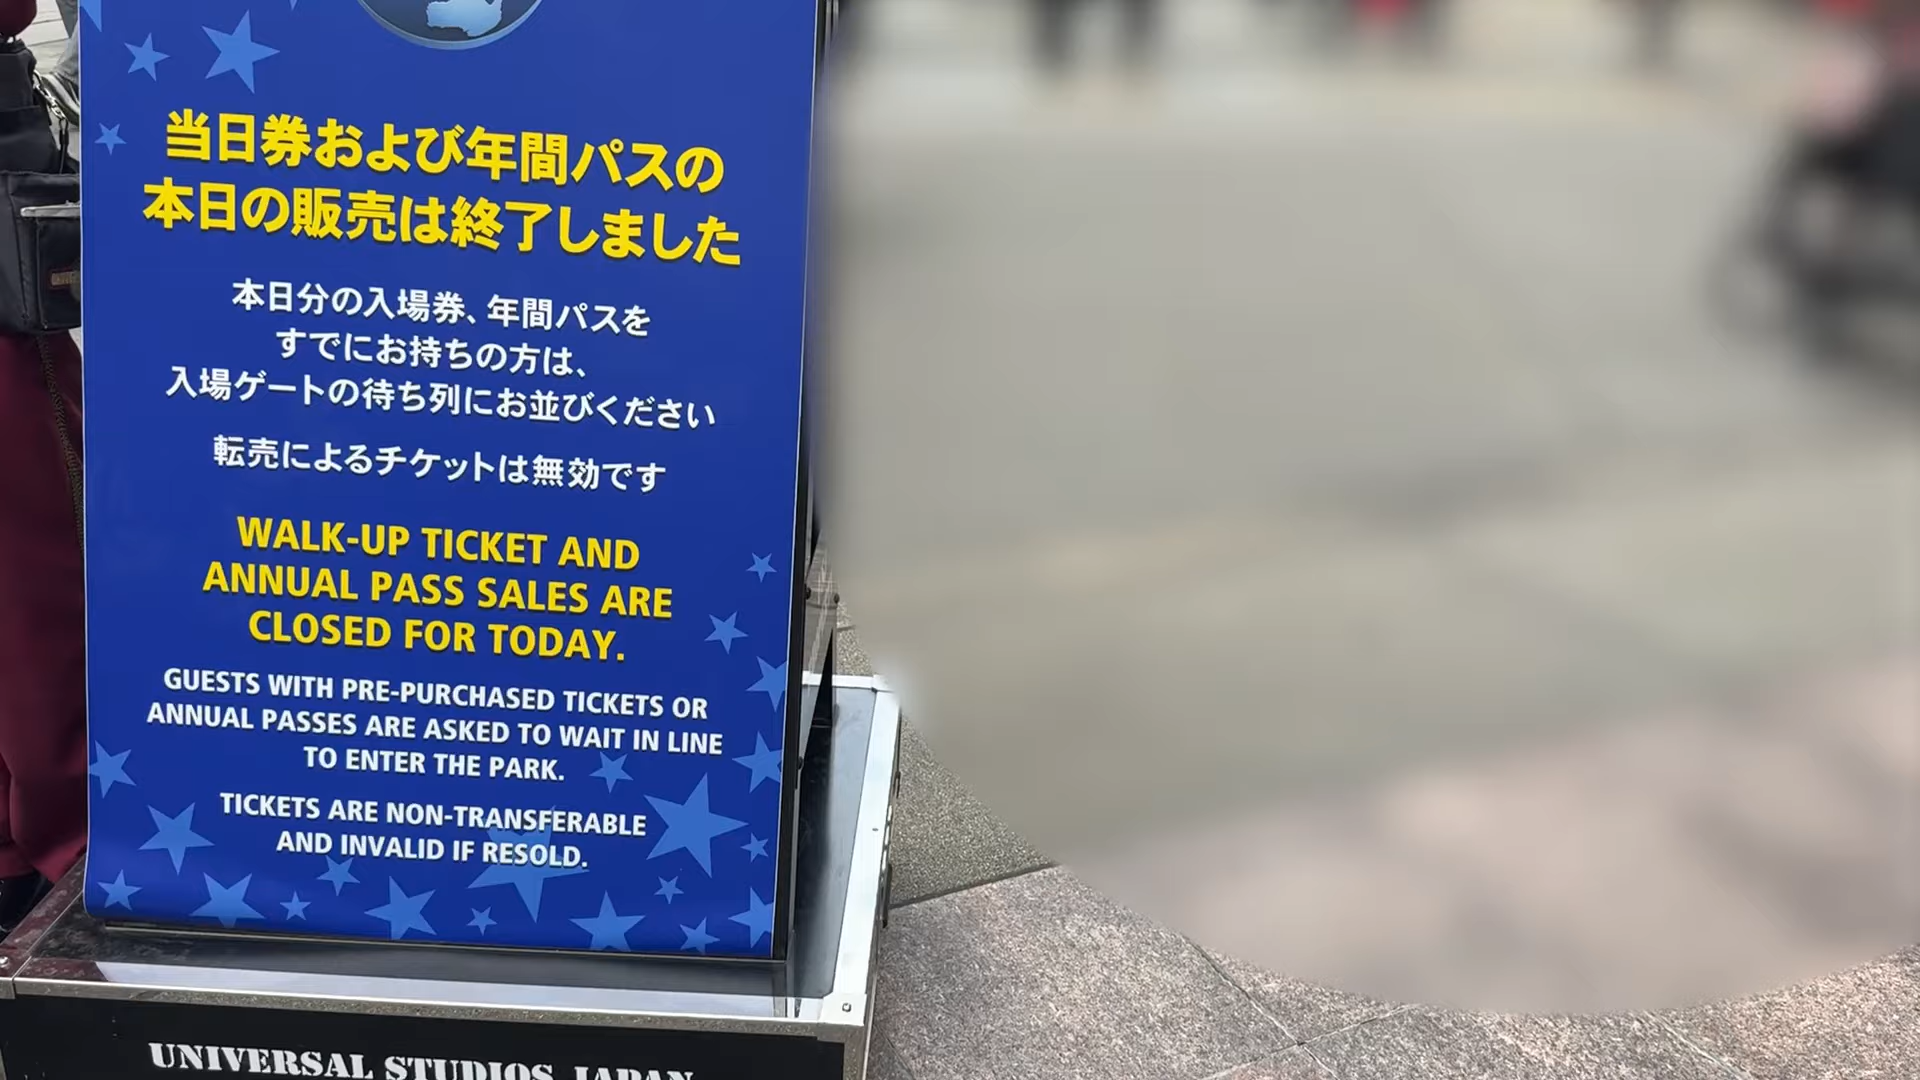 当日券および年間パスの
本日の販売は終了しました
本日分の入場券、年間パスを
すでにお持ちの方は、
入場ゲートの待ち列にお並びください
転売によるチケットは無効です
WALK-UP TICKET AND
ANNUAL PASS SALES ARE
CLOSED FOR TODAY.
GUESTS WITH PRE-PURCHASED TICKETS OR
ANNUAL PASSES ARE ASKED TO WAIT IN LINE
TO ENTER THE PARK.
TICKETS ARE NON-TRANSFERABLE
AND INVALID IF RESOLD.
UNIVERSAL STUDIOS JAPAN